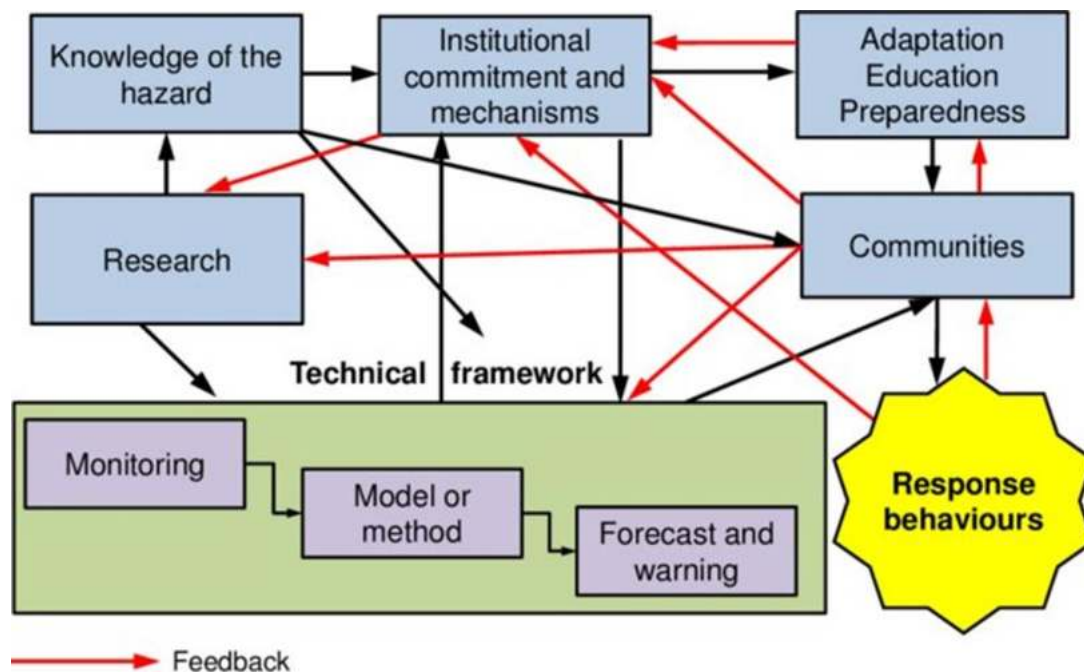 Knowledge of the
hazard
Institutional
commitment and
mechanisms
Adaptation
Education
Preparedness
Research
Communities
Technical framework
Monitoring
Model or
method
Forecast and
warning
Response
behaviours
Feedback